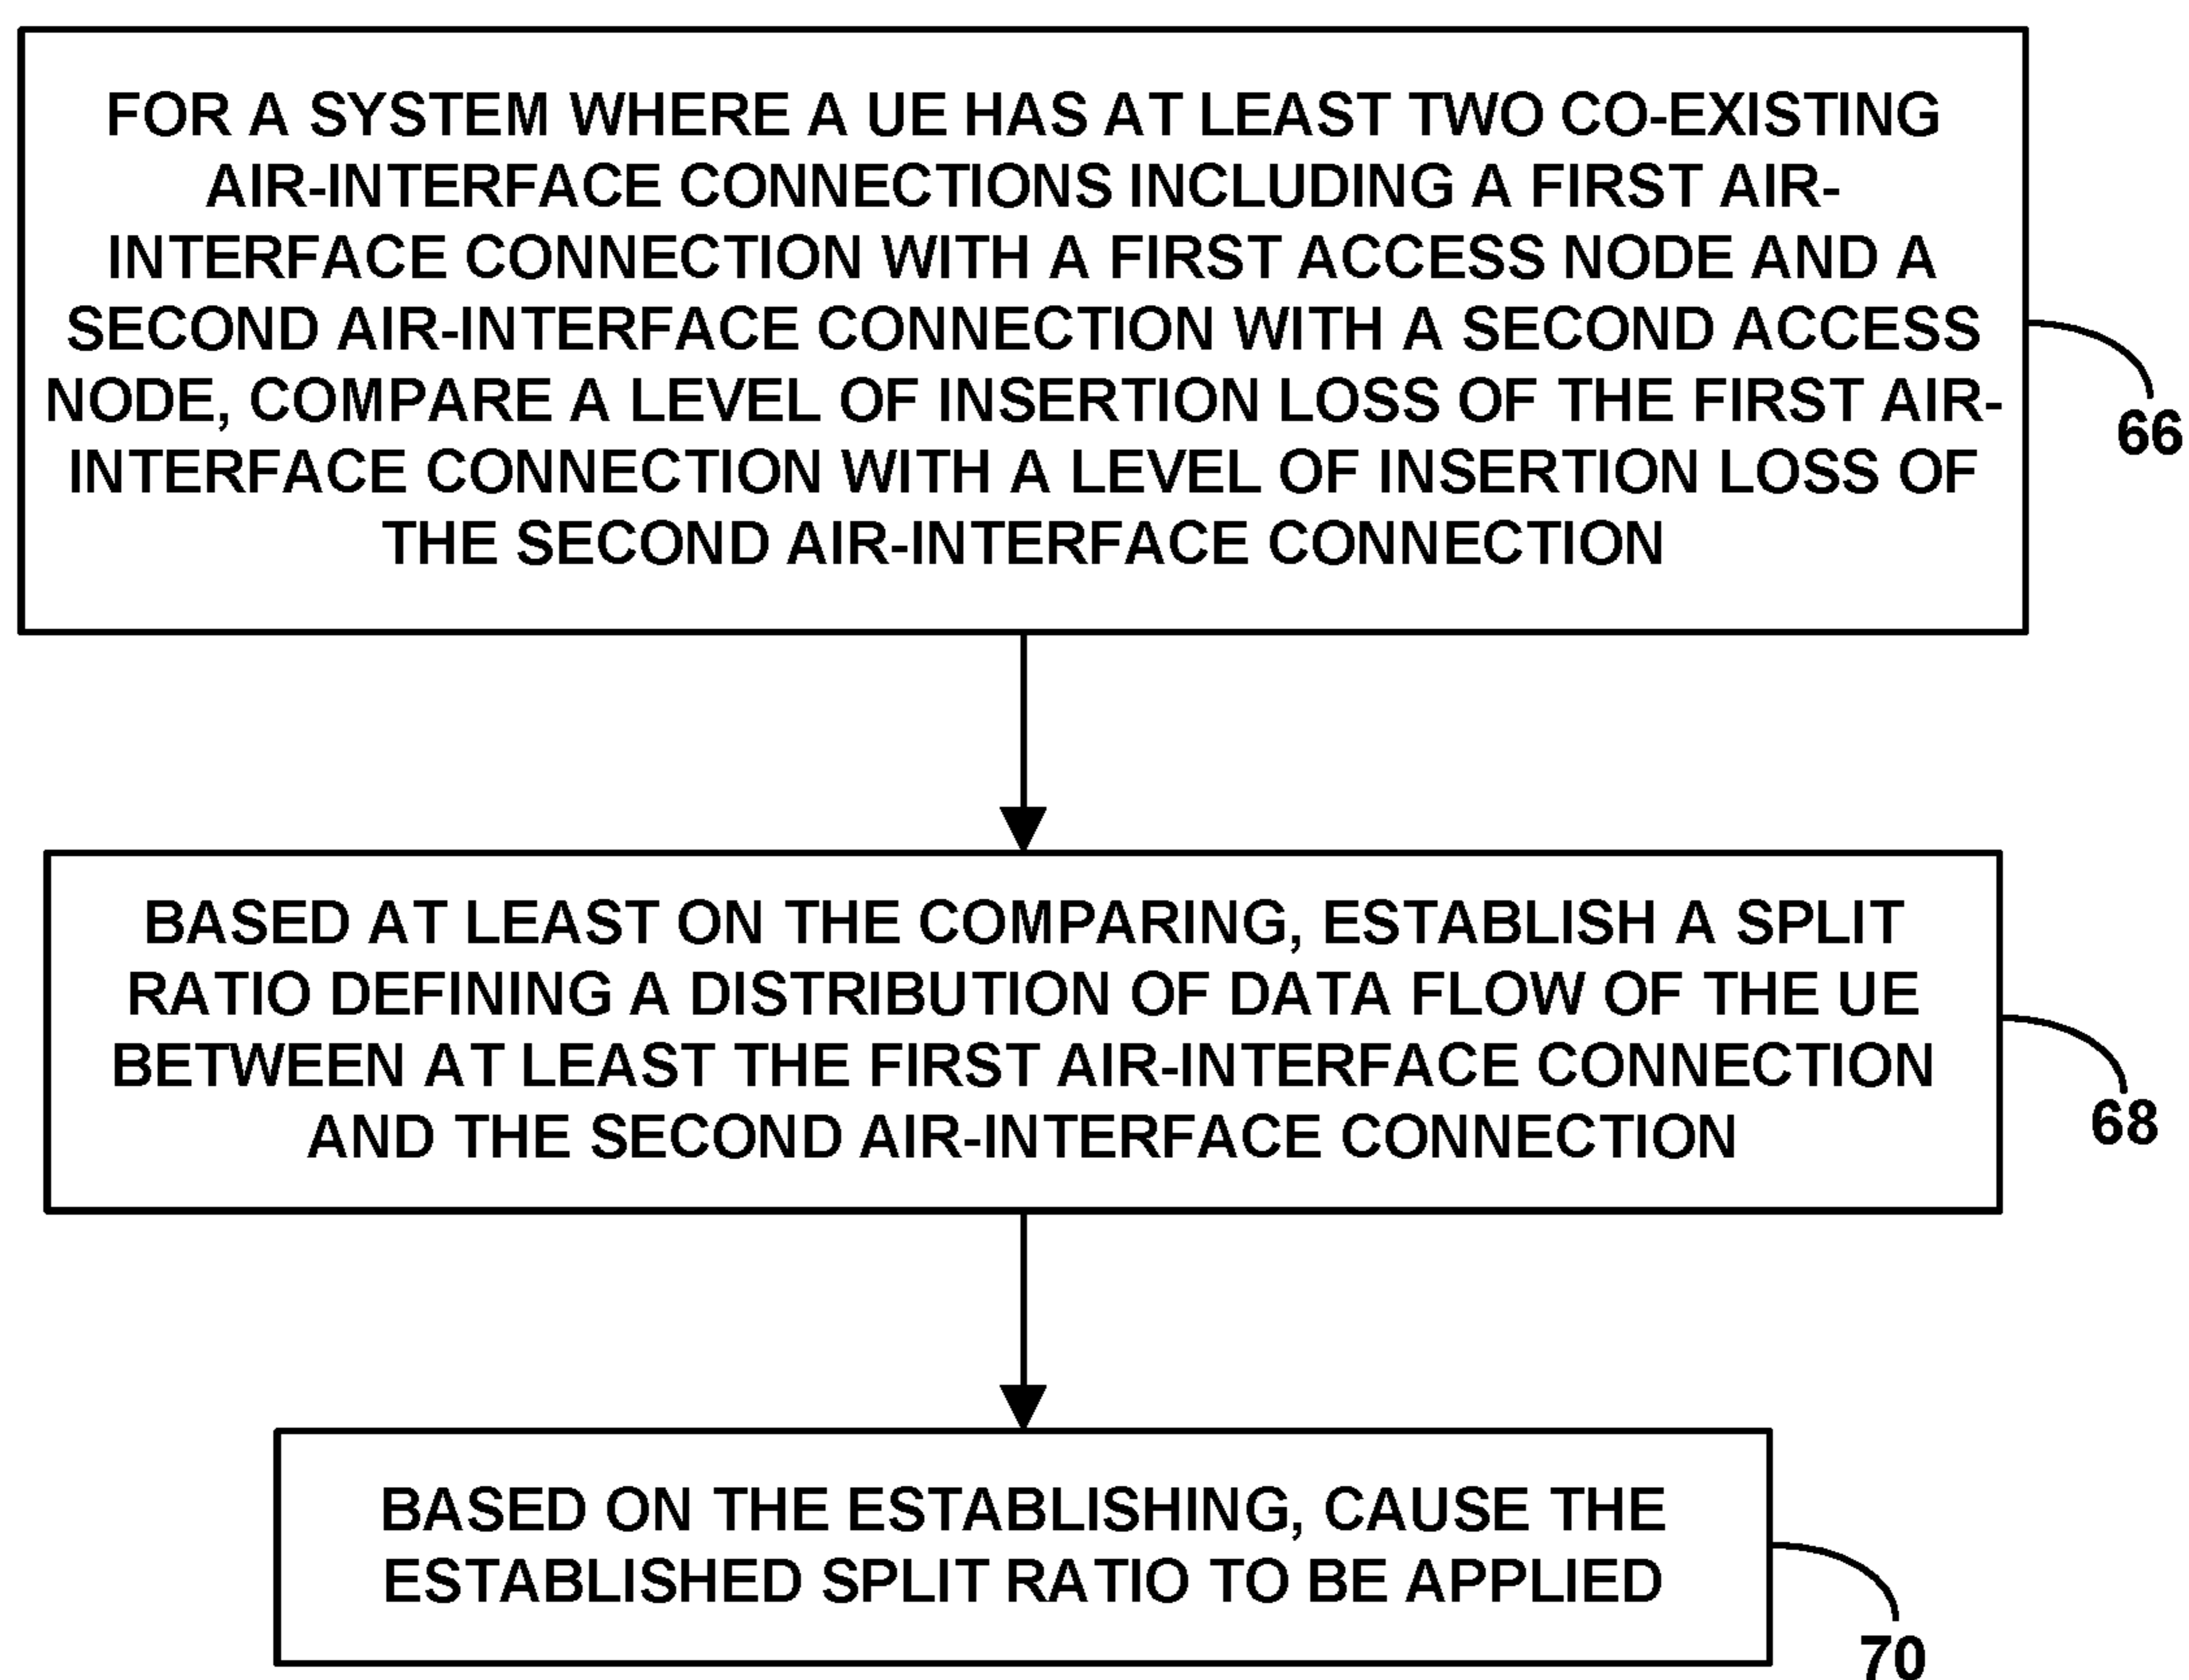 FOR A SYSTEM WHERE A UE HAS AT LEAST TWO CO-EXISTING
AIR-INTERFACE CONNECTIONS INCLUDING A FIRST AIR-
INTERFACE CONNECTION WITH A FIRST ACCESS NODE AND A
SECOND AIR-INTERFACE CONNECTION WITH A SECOND ACCESS
NODE, COMPARE A LEVEL OF INSERTION LOSS OF THE FIRST AIR-
INTERFACE CONNECTION WITH A LEVEL OF INSERTION LOSS OF
THE SECOND AIR-INTERFACE CONNECTION
66
BASED AT LEAST ON THE COMPARING, ESTABLISH A SPLIT
RATIO DEFINING A DISTRIBUTION OF DATA FLOW OF THE UE
BETWEEN AT LEAST THE FIRST AIR-INTERFACE CONNECTION
AND THE SECOND AIR-INTERFACE CONNECTION
68
BASED ON THE ESTABLISHING, CAUSE THE
ESTABLISHED SPLIT RATIO TO BE APPLIED
70